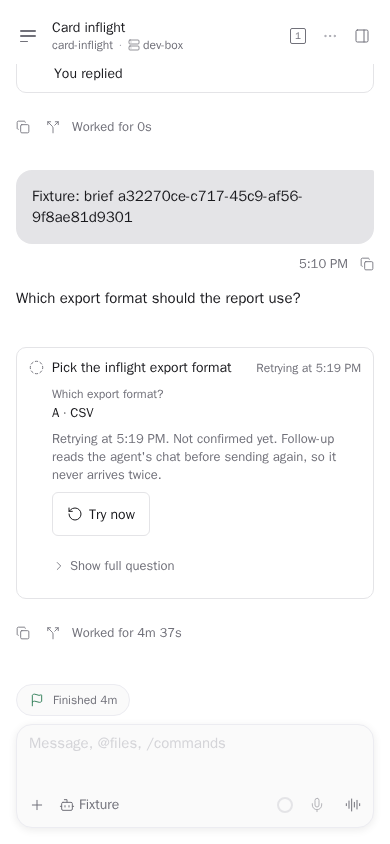 Card inflight
card-inflight · dev-box
1
You replied
Worked for 0s
Fixture: brief a32270ce-c717-45c9-af56-
9f8ae81d9301
5:10 PM
Which export format should the report use?
Pick the inflight export format
Retrying at 5:19 PM
Which export format?
A · CSV
Retrying at 5:19 PM. Not confirmed yet. Follow-up
reads the agent's chat before sending again, so it
never arrives twice.
Try now
Show full question
Worked for 4m 37s
Finished 4m
Message, @files, /commands
Fixture